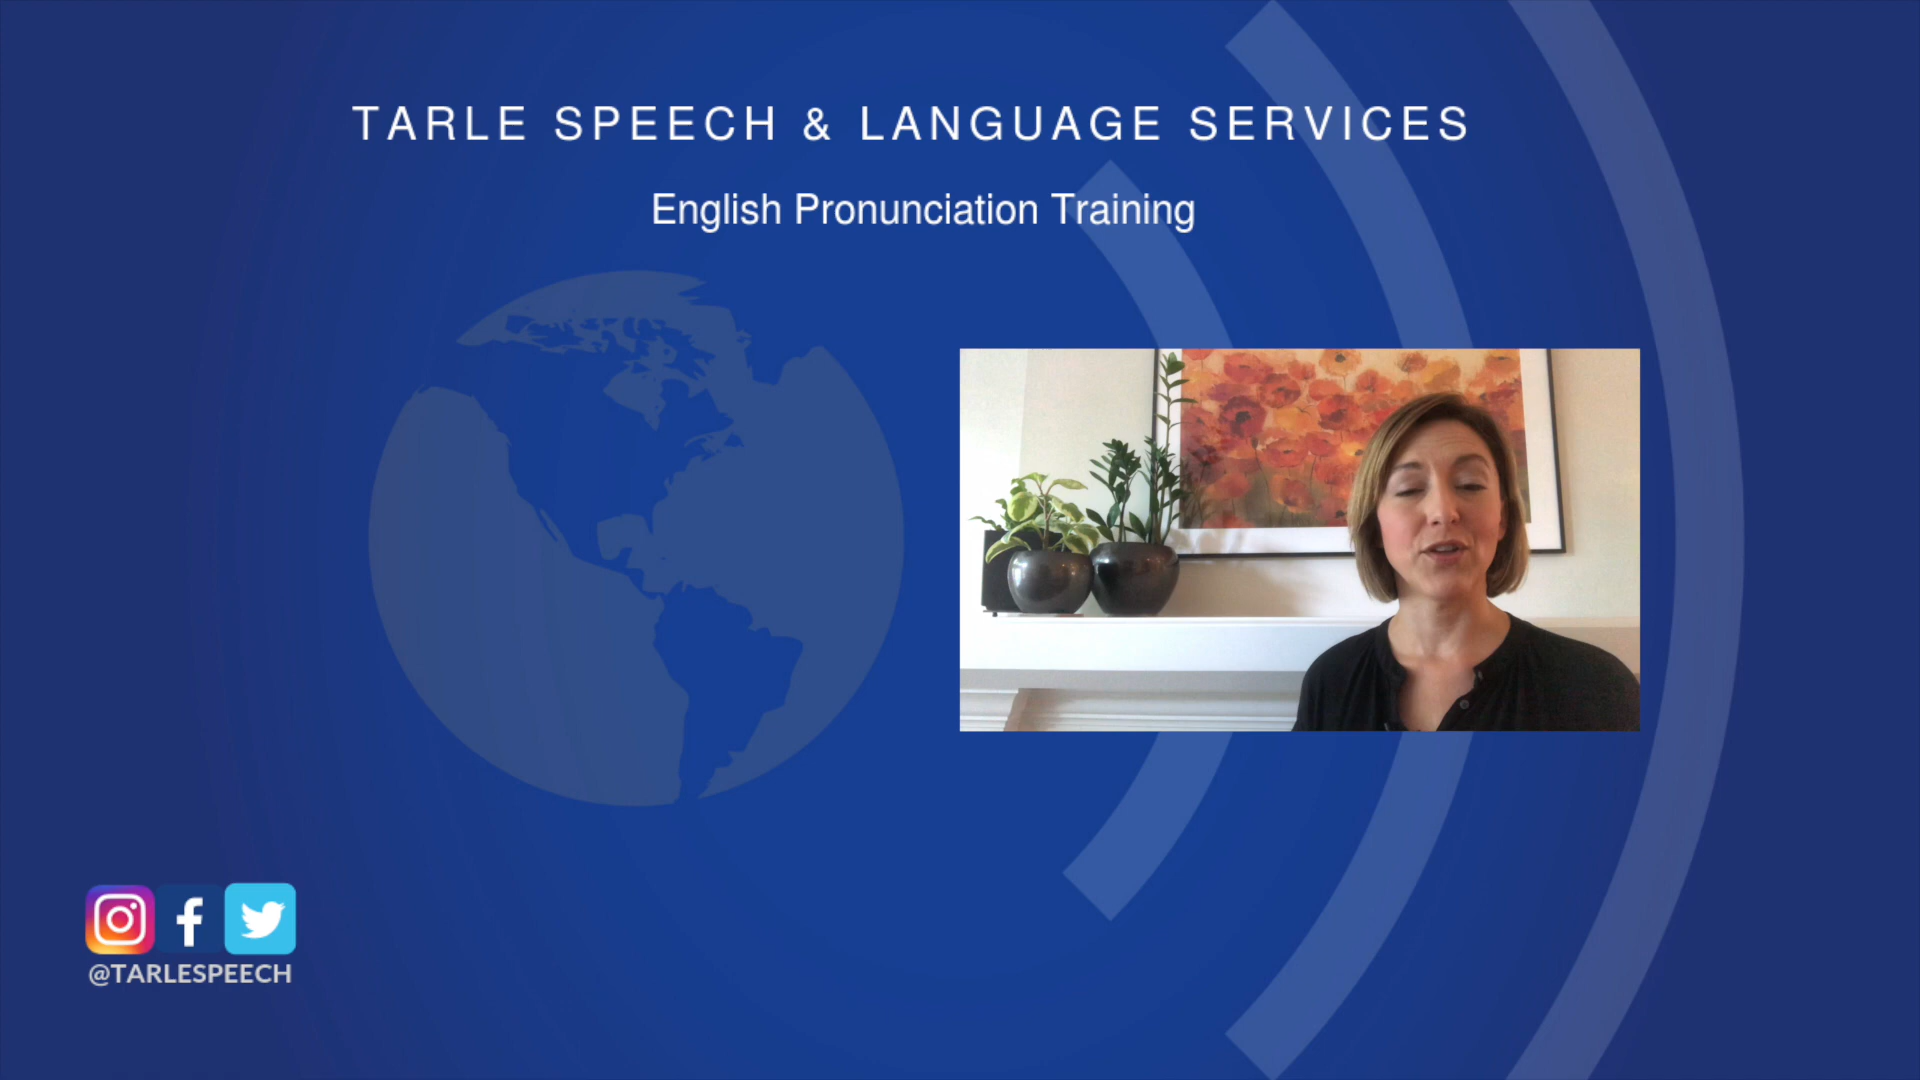 TARLE SPEECH & LANGUAGE SERVICES
English Pronunciation Training
@TARLESPEECH